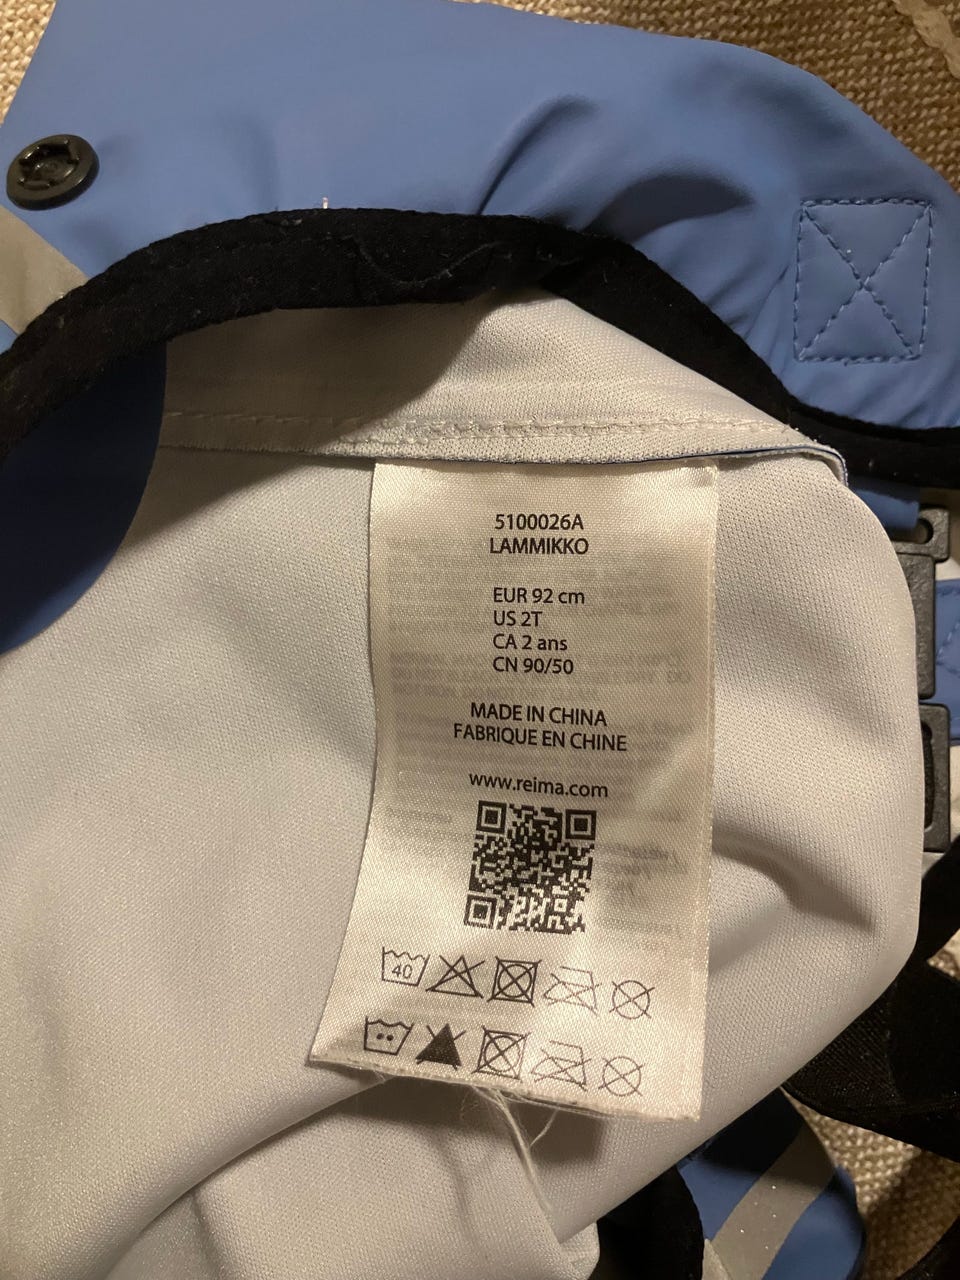 5100026A
LAMMIKKO
EUR 92 cm
US 2T
CA 2 ans
CN 90/50
MADE IN CHINA
FABRIQUE EN CHINE
www.reima.com
40